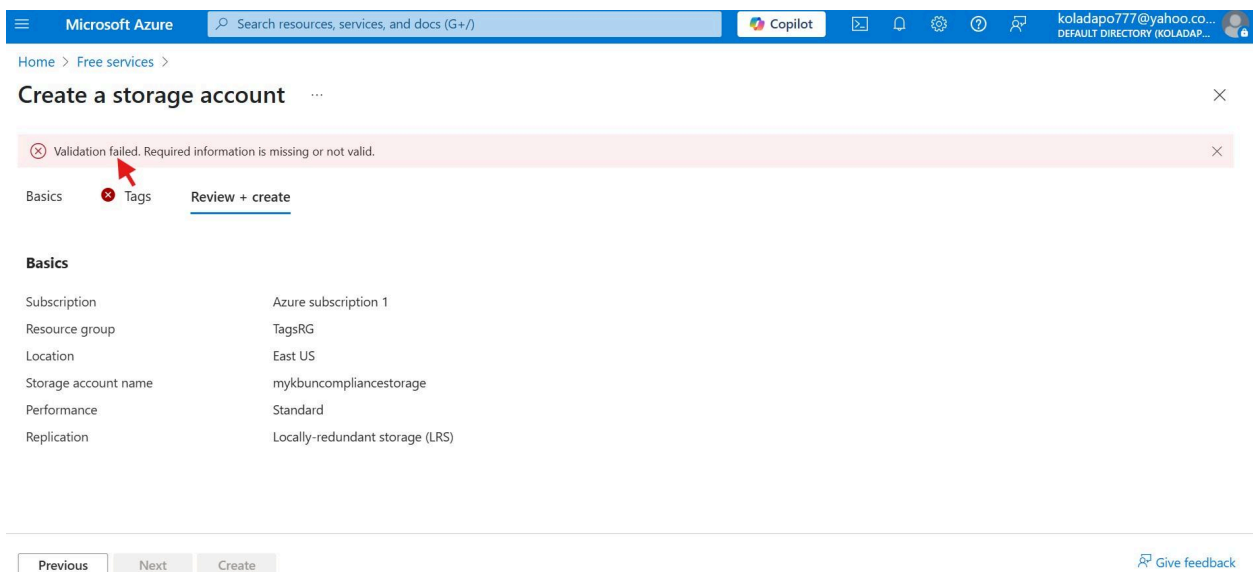 Microsoft Azure
Search resources, services, and docs (G+/)
Copilot
koladapo777@yahoo.co...
DEFAULT DIRECTORY (KOLADAP...
Home > Free services >
Create a storage account ...
Validation failed. Required information is missing or not valid.
Basics Tags Review + create
Basics
Subscription Azure subscription 1
Resource group TagsRG
Location East US
Storage account name mykbuncompliancestorage
Performance Standard
Replication Locally-redundant storage (LRS)
Previous Next Create Give feedback